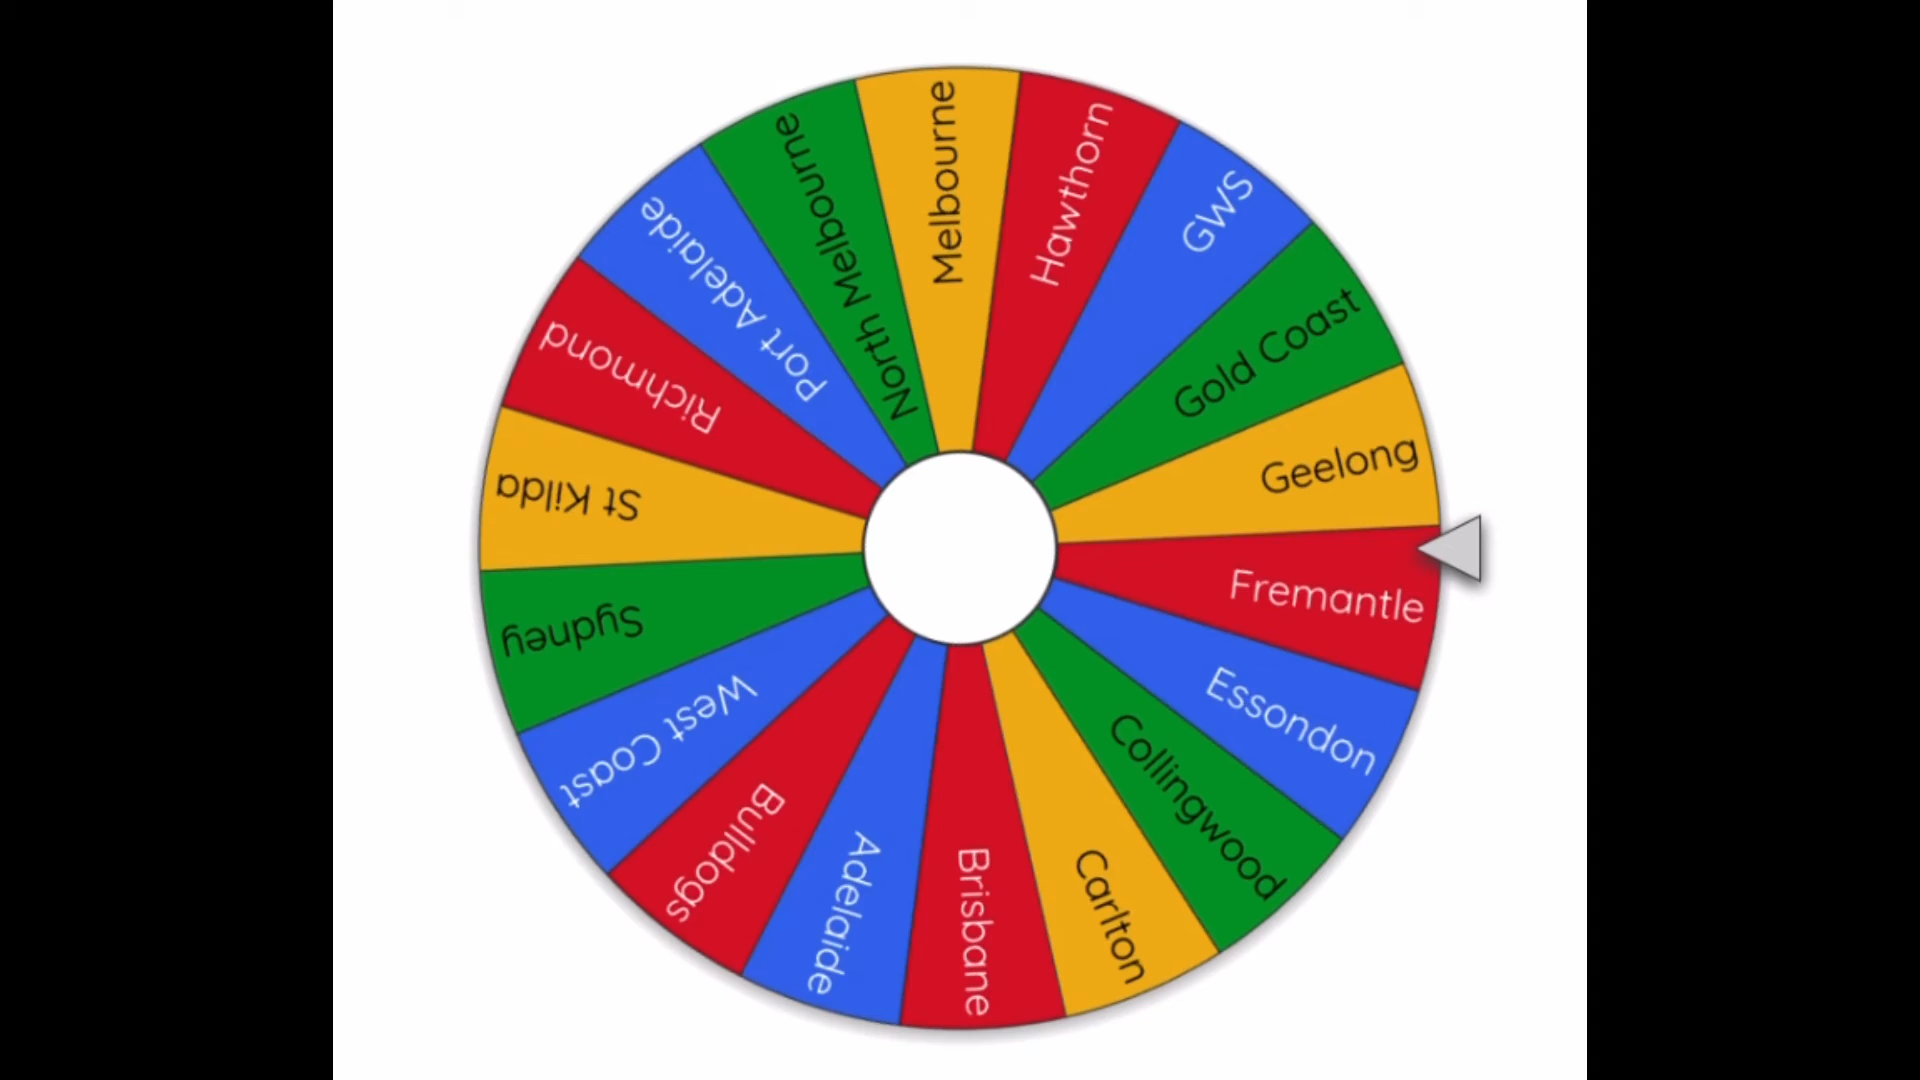 Melbourne
Hawthorn
GWS
Gold Coast
Geelong
Fremantle
Essondon
Collingwood
Carlton
Brisbane
Adelaide
Bulldogs
West Coast
Sydney
St Kilda
Richmond
Port Adelaide
North Melbourne